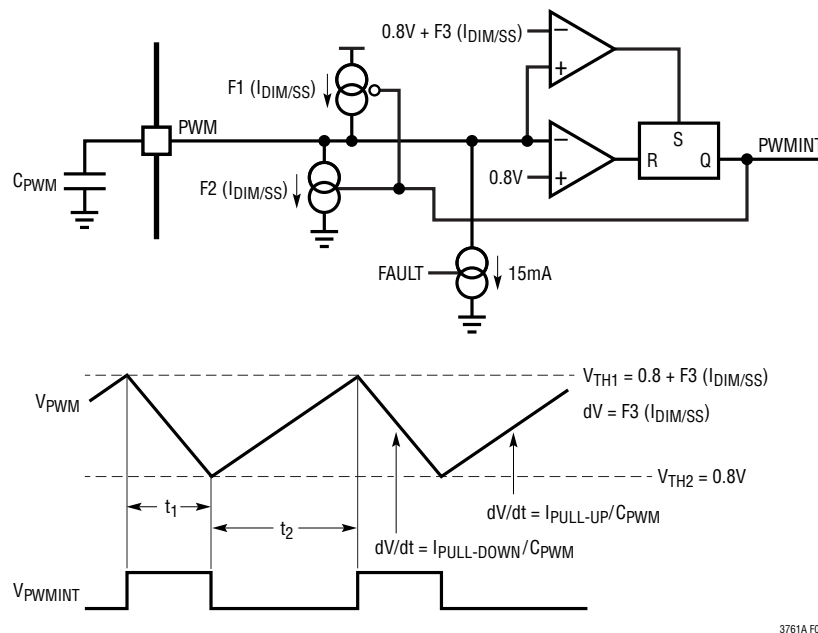 0.8V + F3 (IDIM/SS)
F1 (IDIM/SS)
PWM
S
PWMINT
R
Q
CPWM
F2 (IDIM/SS)
0.8V
FAULT
15mA
VTH1 = 0.8 + F3 (IDIM/SS)
VPWM
dV = F3 (IDIM/SS)
VTH2 = 0.8V
t1
t2
dV/dt = IPULL-UP/CPWM
dV/dt = IPULL-DOWN/CPWM
VPWMINT
3761A F0